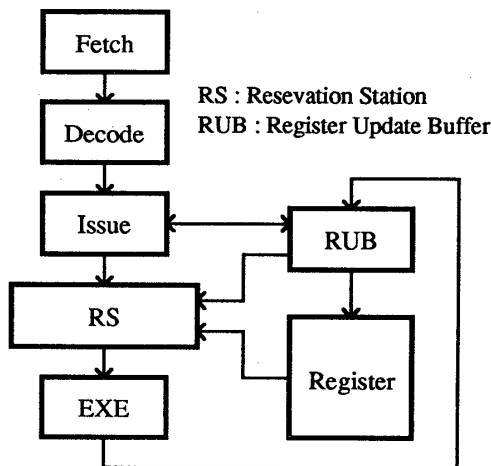 Fetch
RS : Resevation Station
RUB : Register Update Buffer
Decode
Issue
RUB
RS
Register
EXE